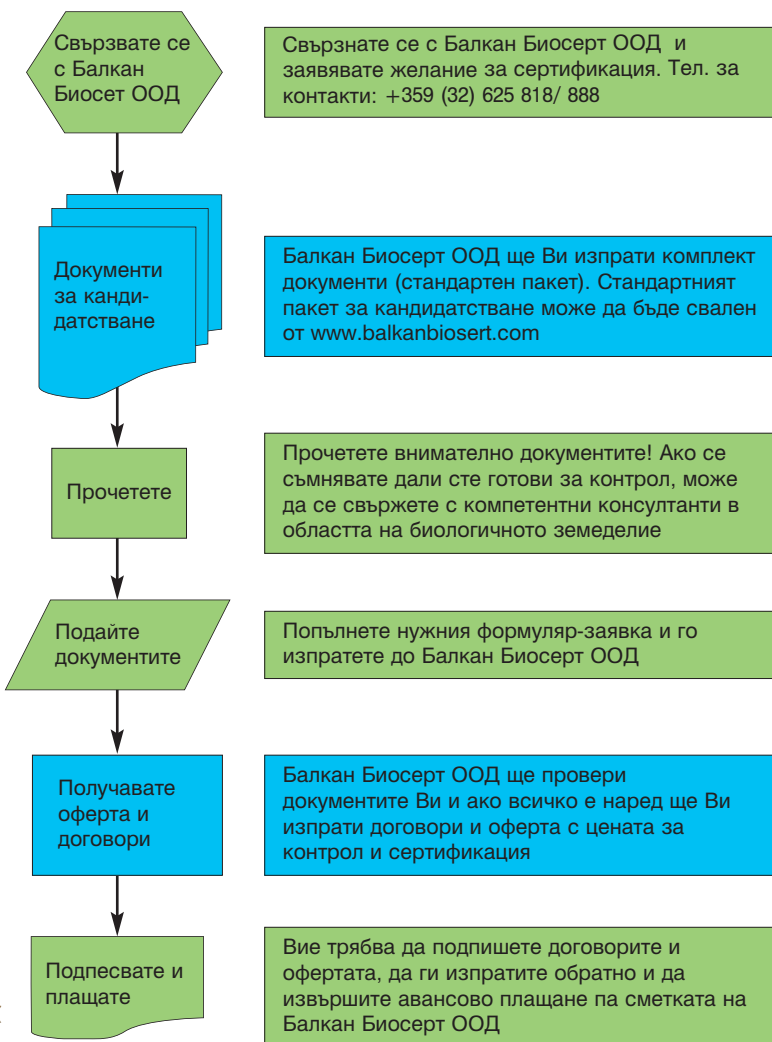 Свързвате се
с Балкан
Биосет ООД
Свързнате се с Балкан Биосерт ООД и
заявявате желание за сертификация. Тел. за
контакти: +359 (32) 625 818/ 888
Документи
за канди-
датстване
Балкан Биосерт ООД ще Ви изпрати комплект
документи (стандартен пакет). Стандартният
пакет за кандидатстване може да бъде свален
от www.balkanbiosert.com
Прочетете
Прочетете внимателно документите! Ако се
съмнявате дали сте готови за контрол, може
да се свържете с компетентни консултанти в
областта на биологичното земеделие
Подайте
документите
Попълнете нужния формуляр-заявка и го
изпратете до Балкан Биосерт ООД
Получавате
оферта и
договори
Балкан Биосерт ООД ще провери
документите Ви и ако всичко е наред ще Ви
изпрати договори и оферта с цената за
контрол и сертификация
Подпесвате и
плащате
Вие трябва да подпишете договорите и
офертата, да ги изпратите обратно и да
извършите авансово плащане па сметката на
Балкан Биосерт ООД